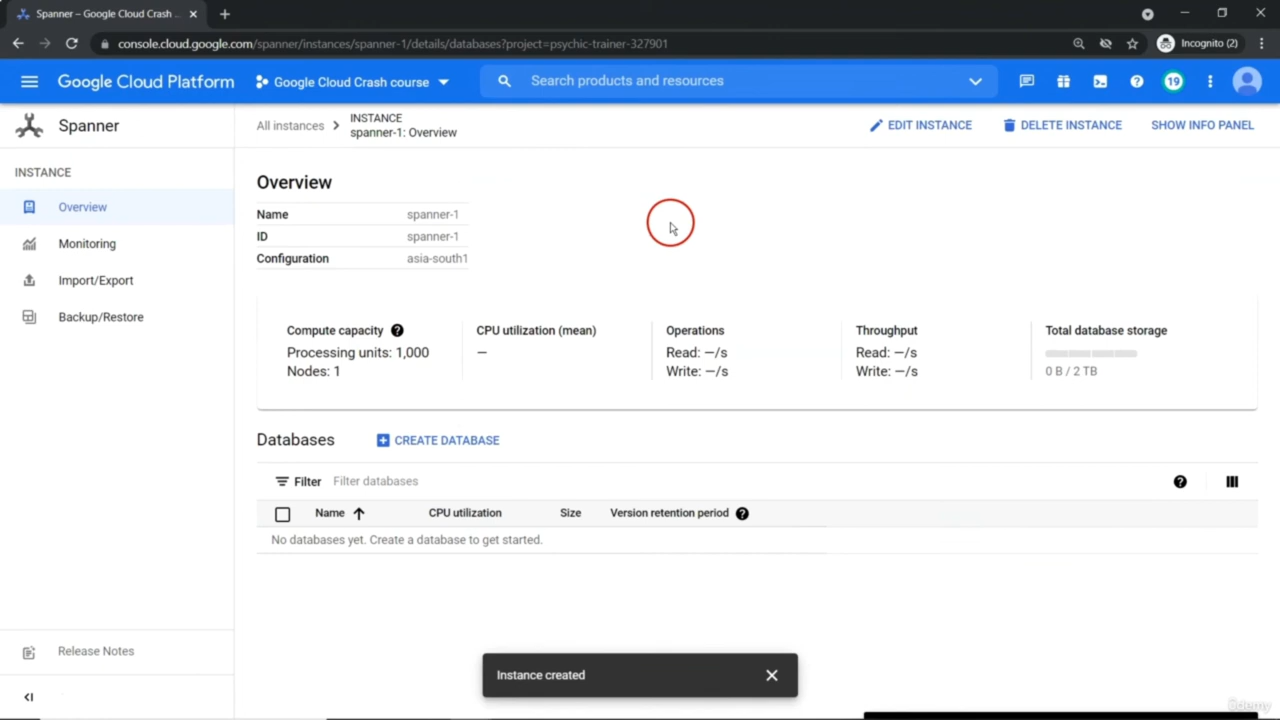 Spanner – Google Cloud Crash ...
console.cloud.google.com/spanner/instances/spanner-1/details/databases?project=psychic-trainer-327901
Incognito (2)
Google Cloud Platform
Google Cloud Crash course
Search products and resources
19
Spanner
All instances
INSTANCE
spanner-1: Overview
EDIT INSTANCE
DELETE INSTANCE
SHOW INFO PANEL
INSTANCE
Overview
Monitoring
Import/Export
Backup/Restore
Overview
Name spanner-1
ID spanner-1
Configuration asia-south1
Compute capacity
Processing units: 1,000
Nodes: 1
CPU utilization (mean)
—
Operations
Read: —/s
Write: —/s
Throughput
Read: —/s
Write: —/s
Total database storage
0 B / 2 TB
Databases
CREATE DATABASE
Filter Filter databases
Name CPU utilization Size Version retention period
No databases yet. Create a database to get started.
Release Notes
Instance created
Udemy